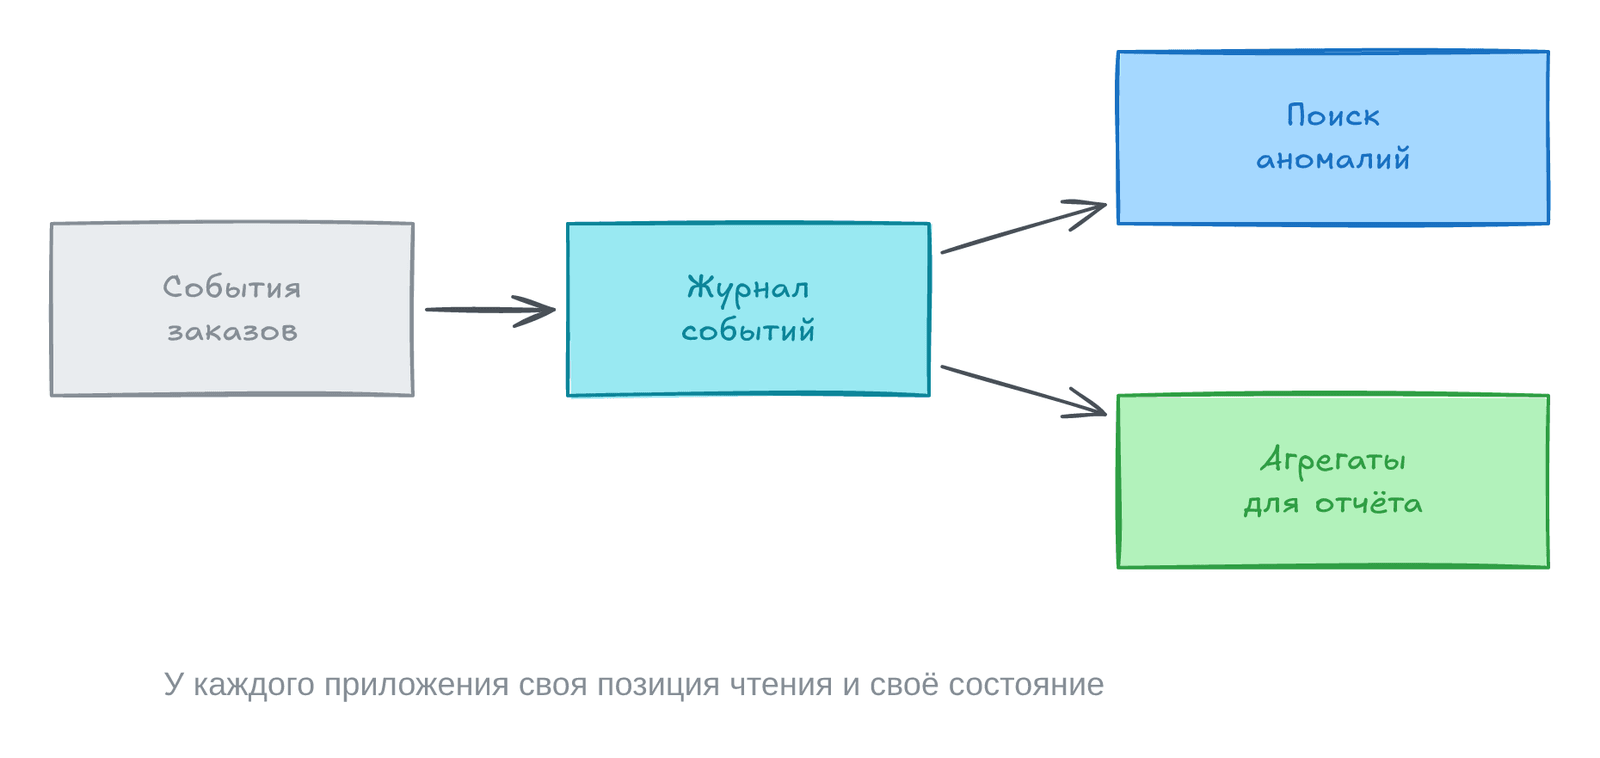 Поиск
аномалий
События
заказов
Журнал
событий
Агрегаты
для отчёта
У каждого приложения своя позиция чтения и своё состояние